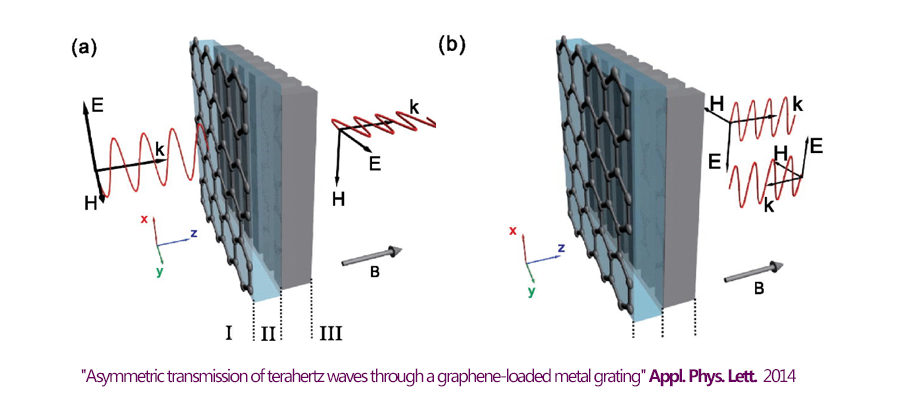 (a)
E
k
H
x
z
y
k
E
H
B
I II III
(b)
H
k
E
H
E
k
x
z
y
B
"Asymmetric transmission of terahertz waves through a graphene-loaded metal grating" Appl. Phys. Lett. 2014